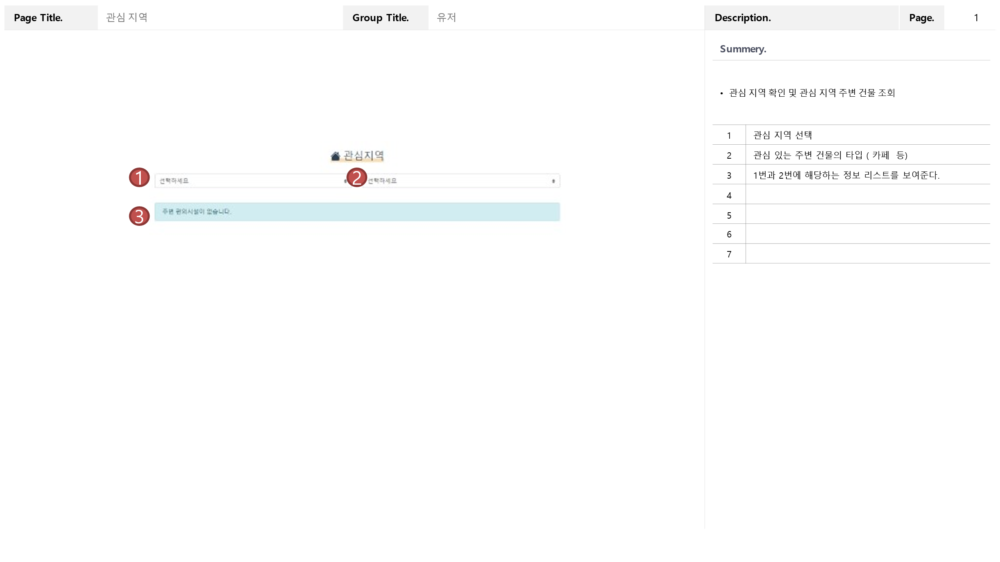 Page Title.
관심 지역
Group Title.
유저
Description.
Page.
1
관심지역
1
선택하세요
2
선택하세요
3
주변 편의시설이 없습니다.
Summery.
• 관심 지역 확인 및 관심 지역 주변 건물 조회
1 관심 지역 선택
2 관심 있는 주변 건물의 타입 ( 카페 등)
3 1번과 2번에 해당하는 정보 리스트를 보여준다.
4
5
6
7